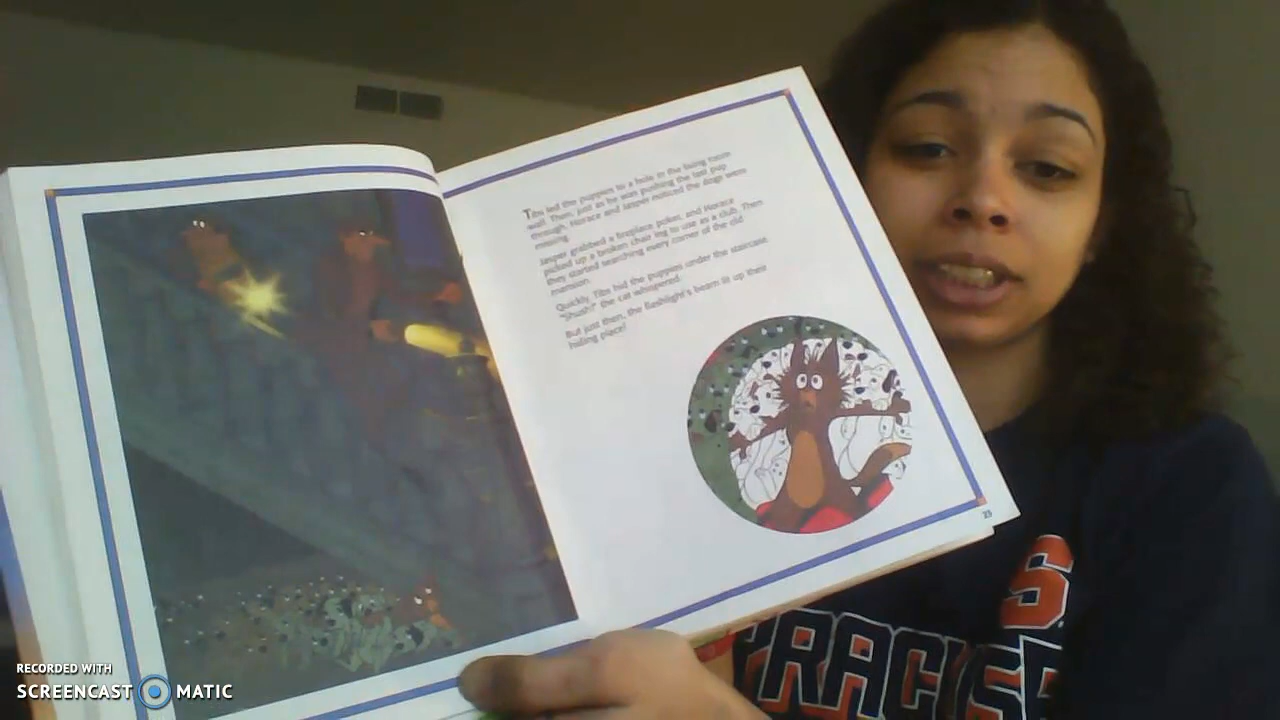 Tibs led the puppies to a hole in the living room
wall. Then, just as he was pushing the last pup
through, Horace and Jasper noticed the dogs were
missing.
Jasper grabbed a fireplace poker, and Horace
picked up a broken chair leg to use as a club. Then
they started searching every corner of the old
mansion.
Quickly, Tibs hid the puppies under the staircase.
"Shush!" the cat whispered.
But just then, the flashlight's beam lit up their
hiding place!
S
RACUSE
RECORDED WITH
SCREENCAST MATIC